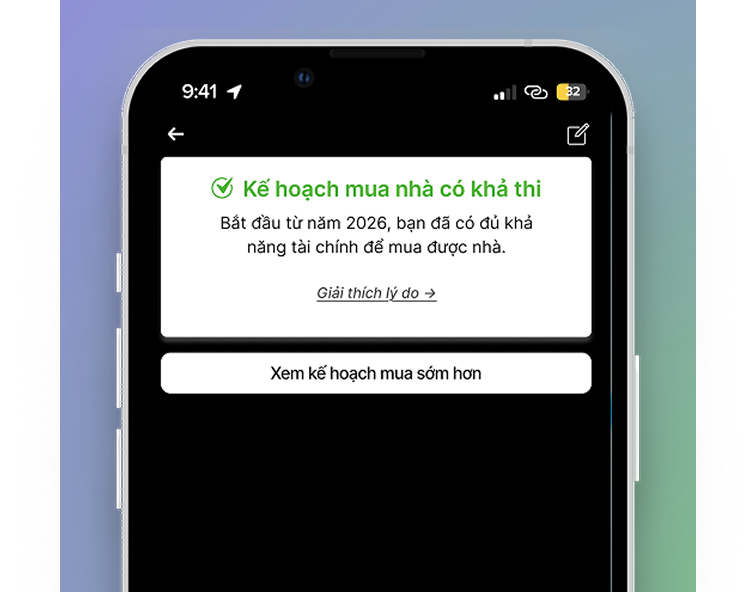 9:41
32
Kế hoạch mua nhà có khả thi
Bắt đầu từ năm 2026, bạn đã có đủ khả
năng tài chính để mua được nhà.
Giải thích lý do →
Xem kế hoạch mua sớm hơn